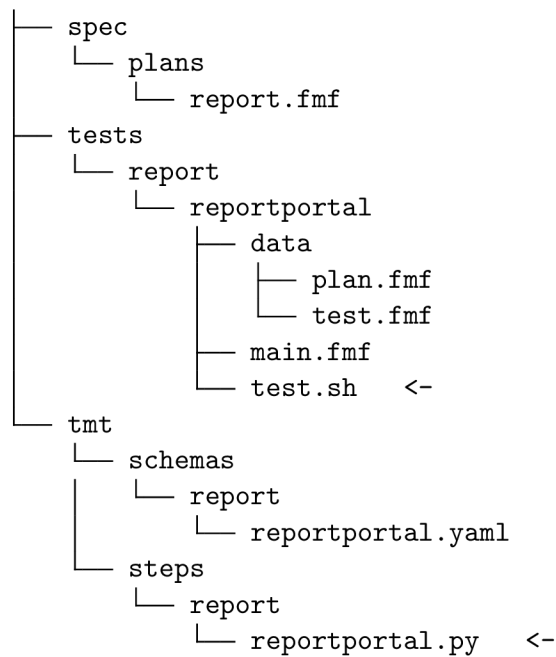 spec
plans
report.fmf
tests
report
reportportal
data
plan.fmf
test.fmf
main.fmf
test.sh <-
tmt
schemas
report
reportportal.yaml
steps
report
reportportal.py <-